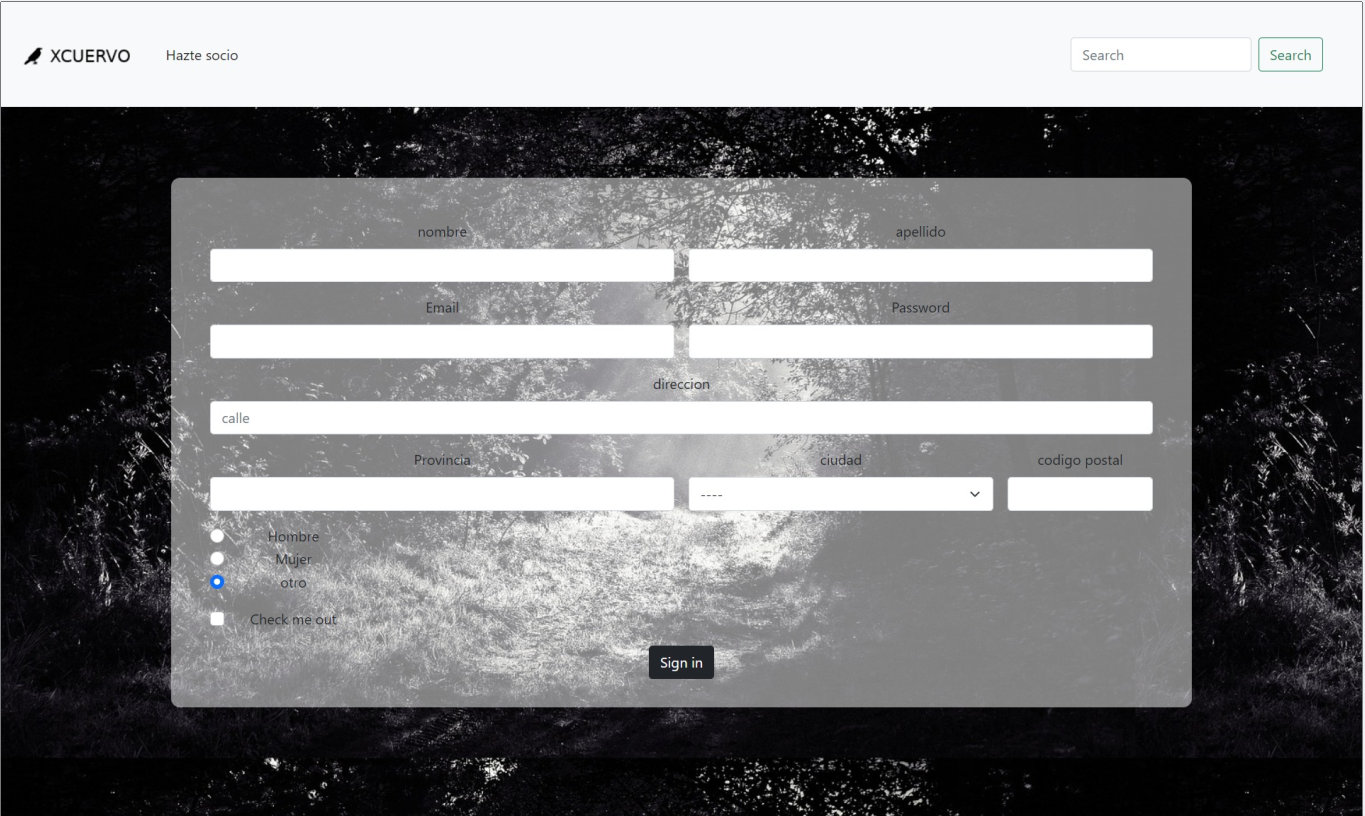 XCUERVO Hazte socio Search Search
nombre apellido
Email Password
direccion
calle
Provincia ciudad codigo postal
----
Hombre
Mujer
otro
Check me out
Sign in